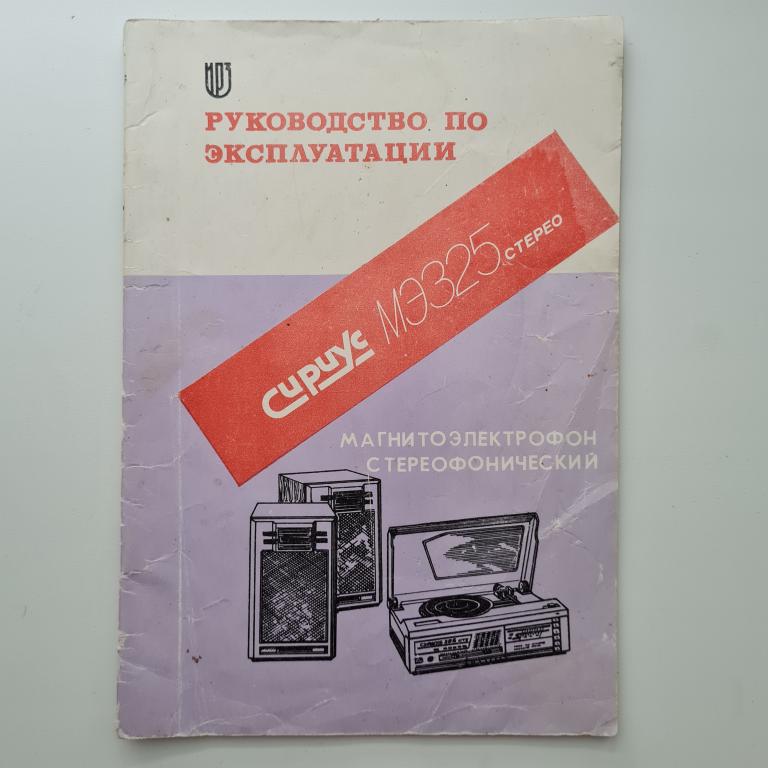 ИРЗ
РУКОВОДСТВО ПО
ЭКСПЛУАТАЦИИ
Сириус МЭ325 СТЕРЕО
МАГНИТОЭЛЕКТРОФОН
СТЕРЕОФОНИЧЕСКИЙ